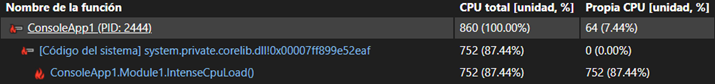 Nombre de la función CPU total [unidad, %] Propia CPU [unidad, %]
ConsoleApp1 (PID: 2444) 860 (100.00%) 64 (7.44%)
[Código del sistema] system.private.corelib.dll!0x00007ff899e52eaf 752 (87.44%) 0 (0.00%)
ConsoleApp1.Module1.IntenseCpuLoad() 752 (87.44%) 752 (87.44%)